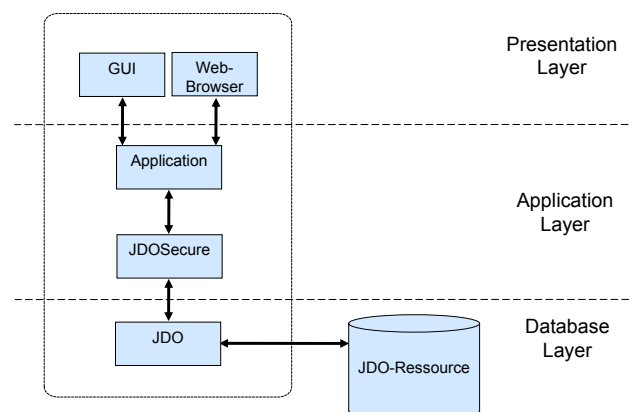 Presentation
Layer
GUI
Web-
Browser
Application
Application
Layer
JDOSecure
Database
Layer
JDO
JDO-Ressource